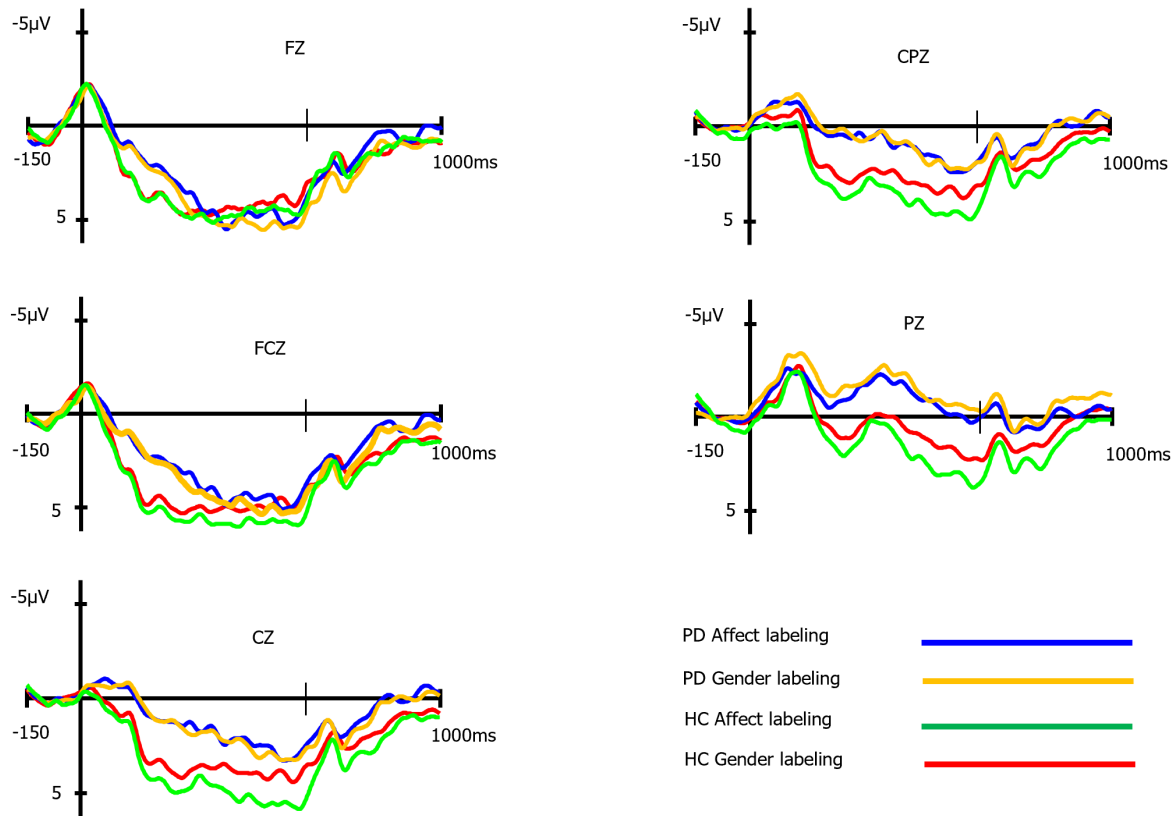 -5µV
FZ
-150
1000ms
5
-5µV
FCZ
-150
1000ms
5
-5µV
CZ
-150
1000ms
5
-5µV
CPZ
-150
1000ms
5
-5µV
PZ
-150
1000ms
5
PD Affect labeling
PD Gender labeling
HC Affect labeling
HC Gender labeling